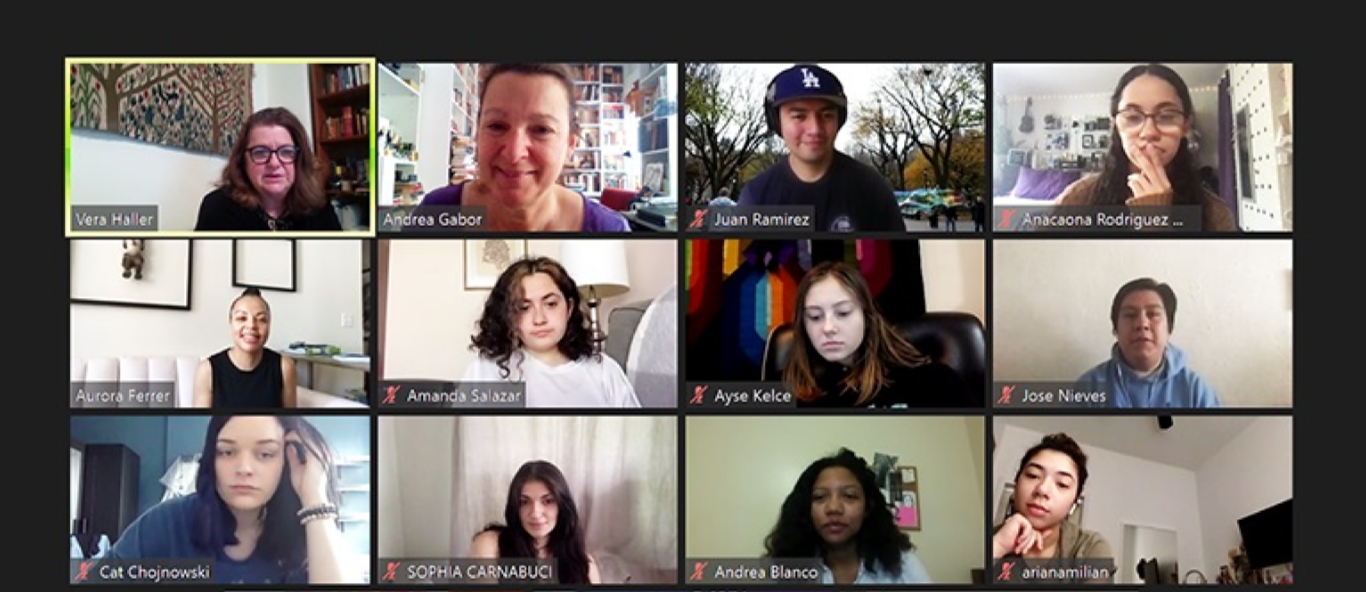 Vera Haller
Andrea Gabor
LA
Juan Ramirez
Anacaona Rodriguez ...
Aurora Ferrer
Amanda Salazar
Ayse Kelce
Jose Nieves
Cat Chojnowski
SOPHIA CARNABUCI
Andrea Blanco
arianamilian